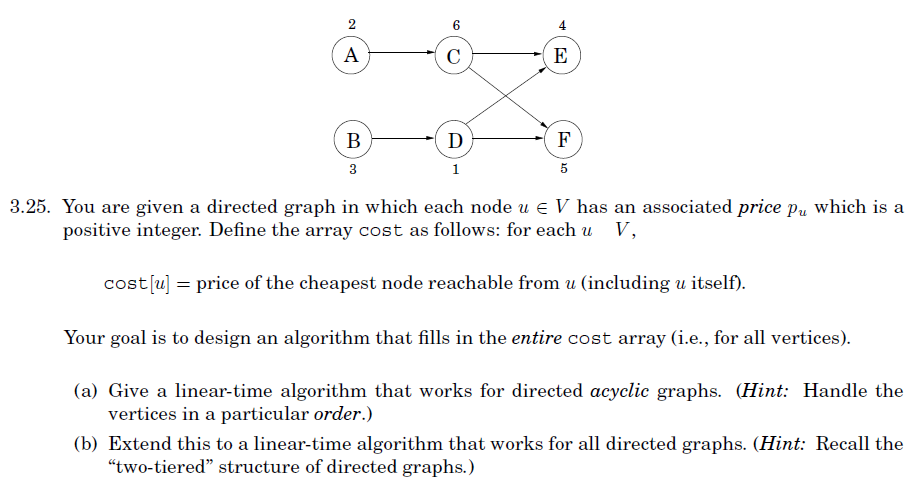 2 6 4
A C E
B D F
3 1 5
3.25. You are given a directed graph in which each node u ∈ V has an associated price pᵤ which is a
positive integer. Define the array cost as follows: for each u V,
cost[u] = price of the cheapest node reachable from u (including u itself).
Your goal is to design an algorithm that fills in the entire cost array (i.e., for all vertices).
(a) Give a linear-time algorithm that works for directed acyclic graphs. (Hint: Handle the
vertices in a particular order.)
(b) Extend this to a linear-time algorithm that works for all directed graphs. (Hint: Recall the
“two-tiered” structure of directed graphs.)